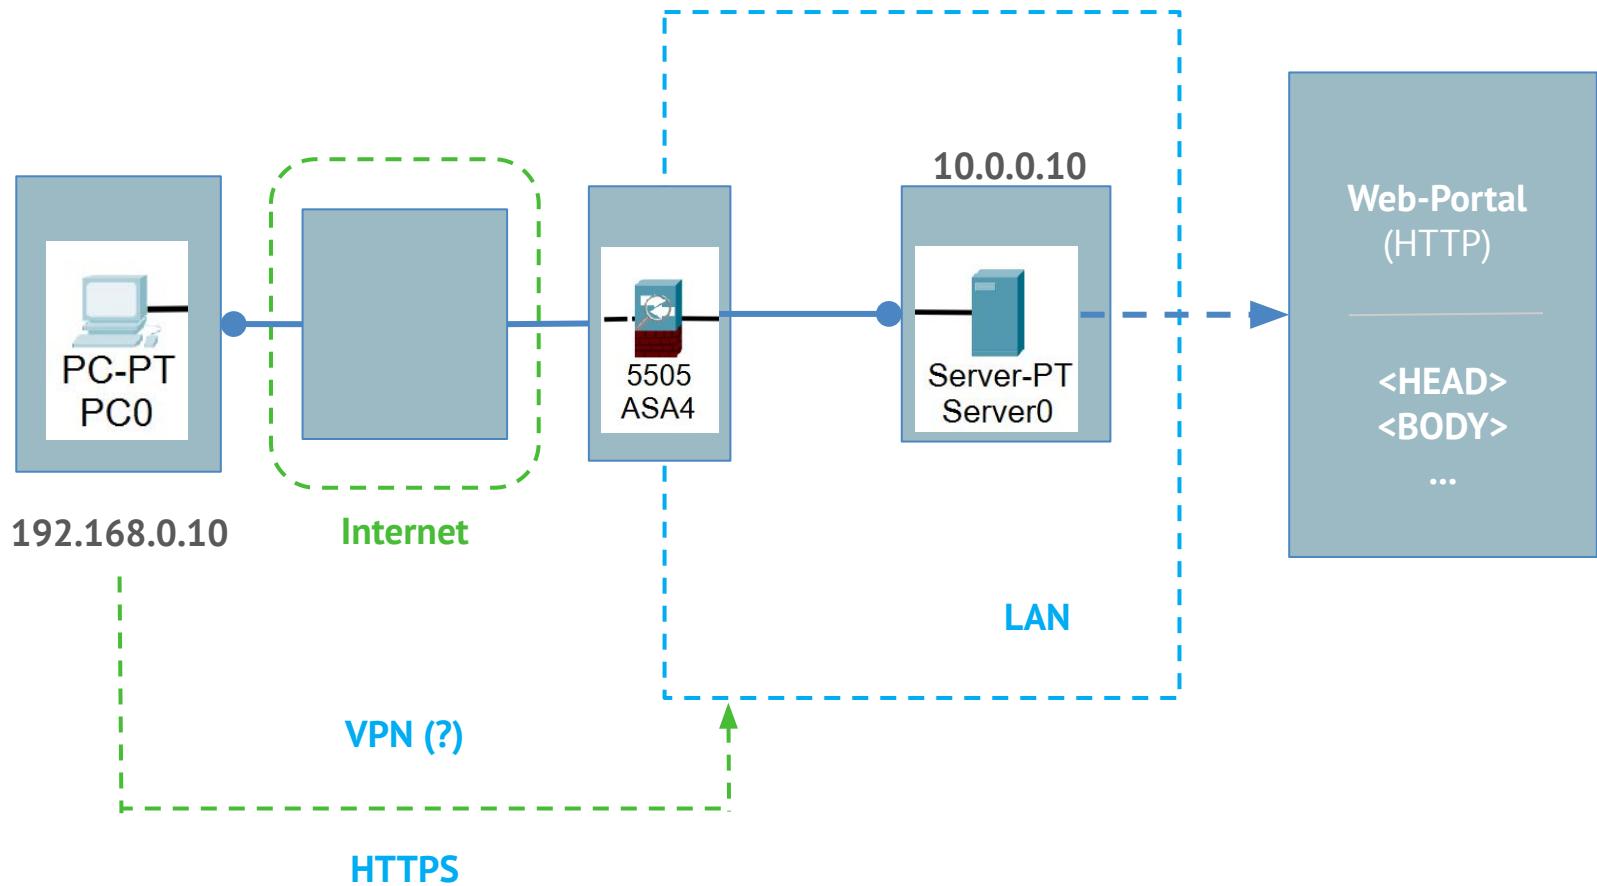 10.0.0.10
Web-Portal
(HTTP)
<HEAD>
<BODY>
...
PC-PT
PC0
5505
ASA4
Server-PT
Server0
192.168.0.10
Internet
LAN
VPN (?)
HTTPS